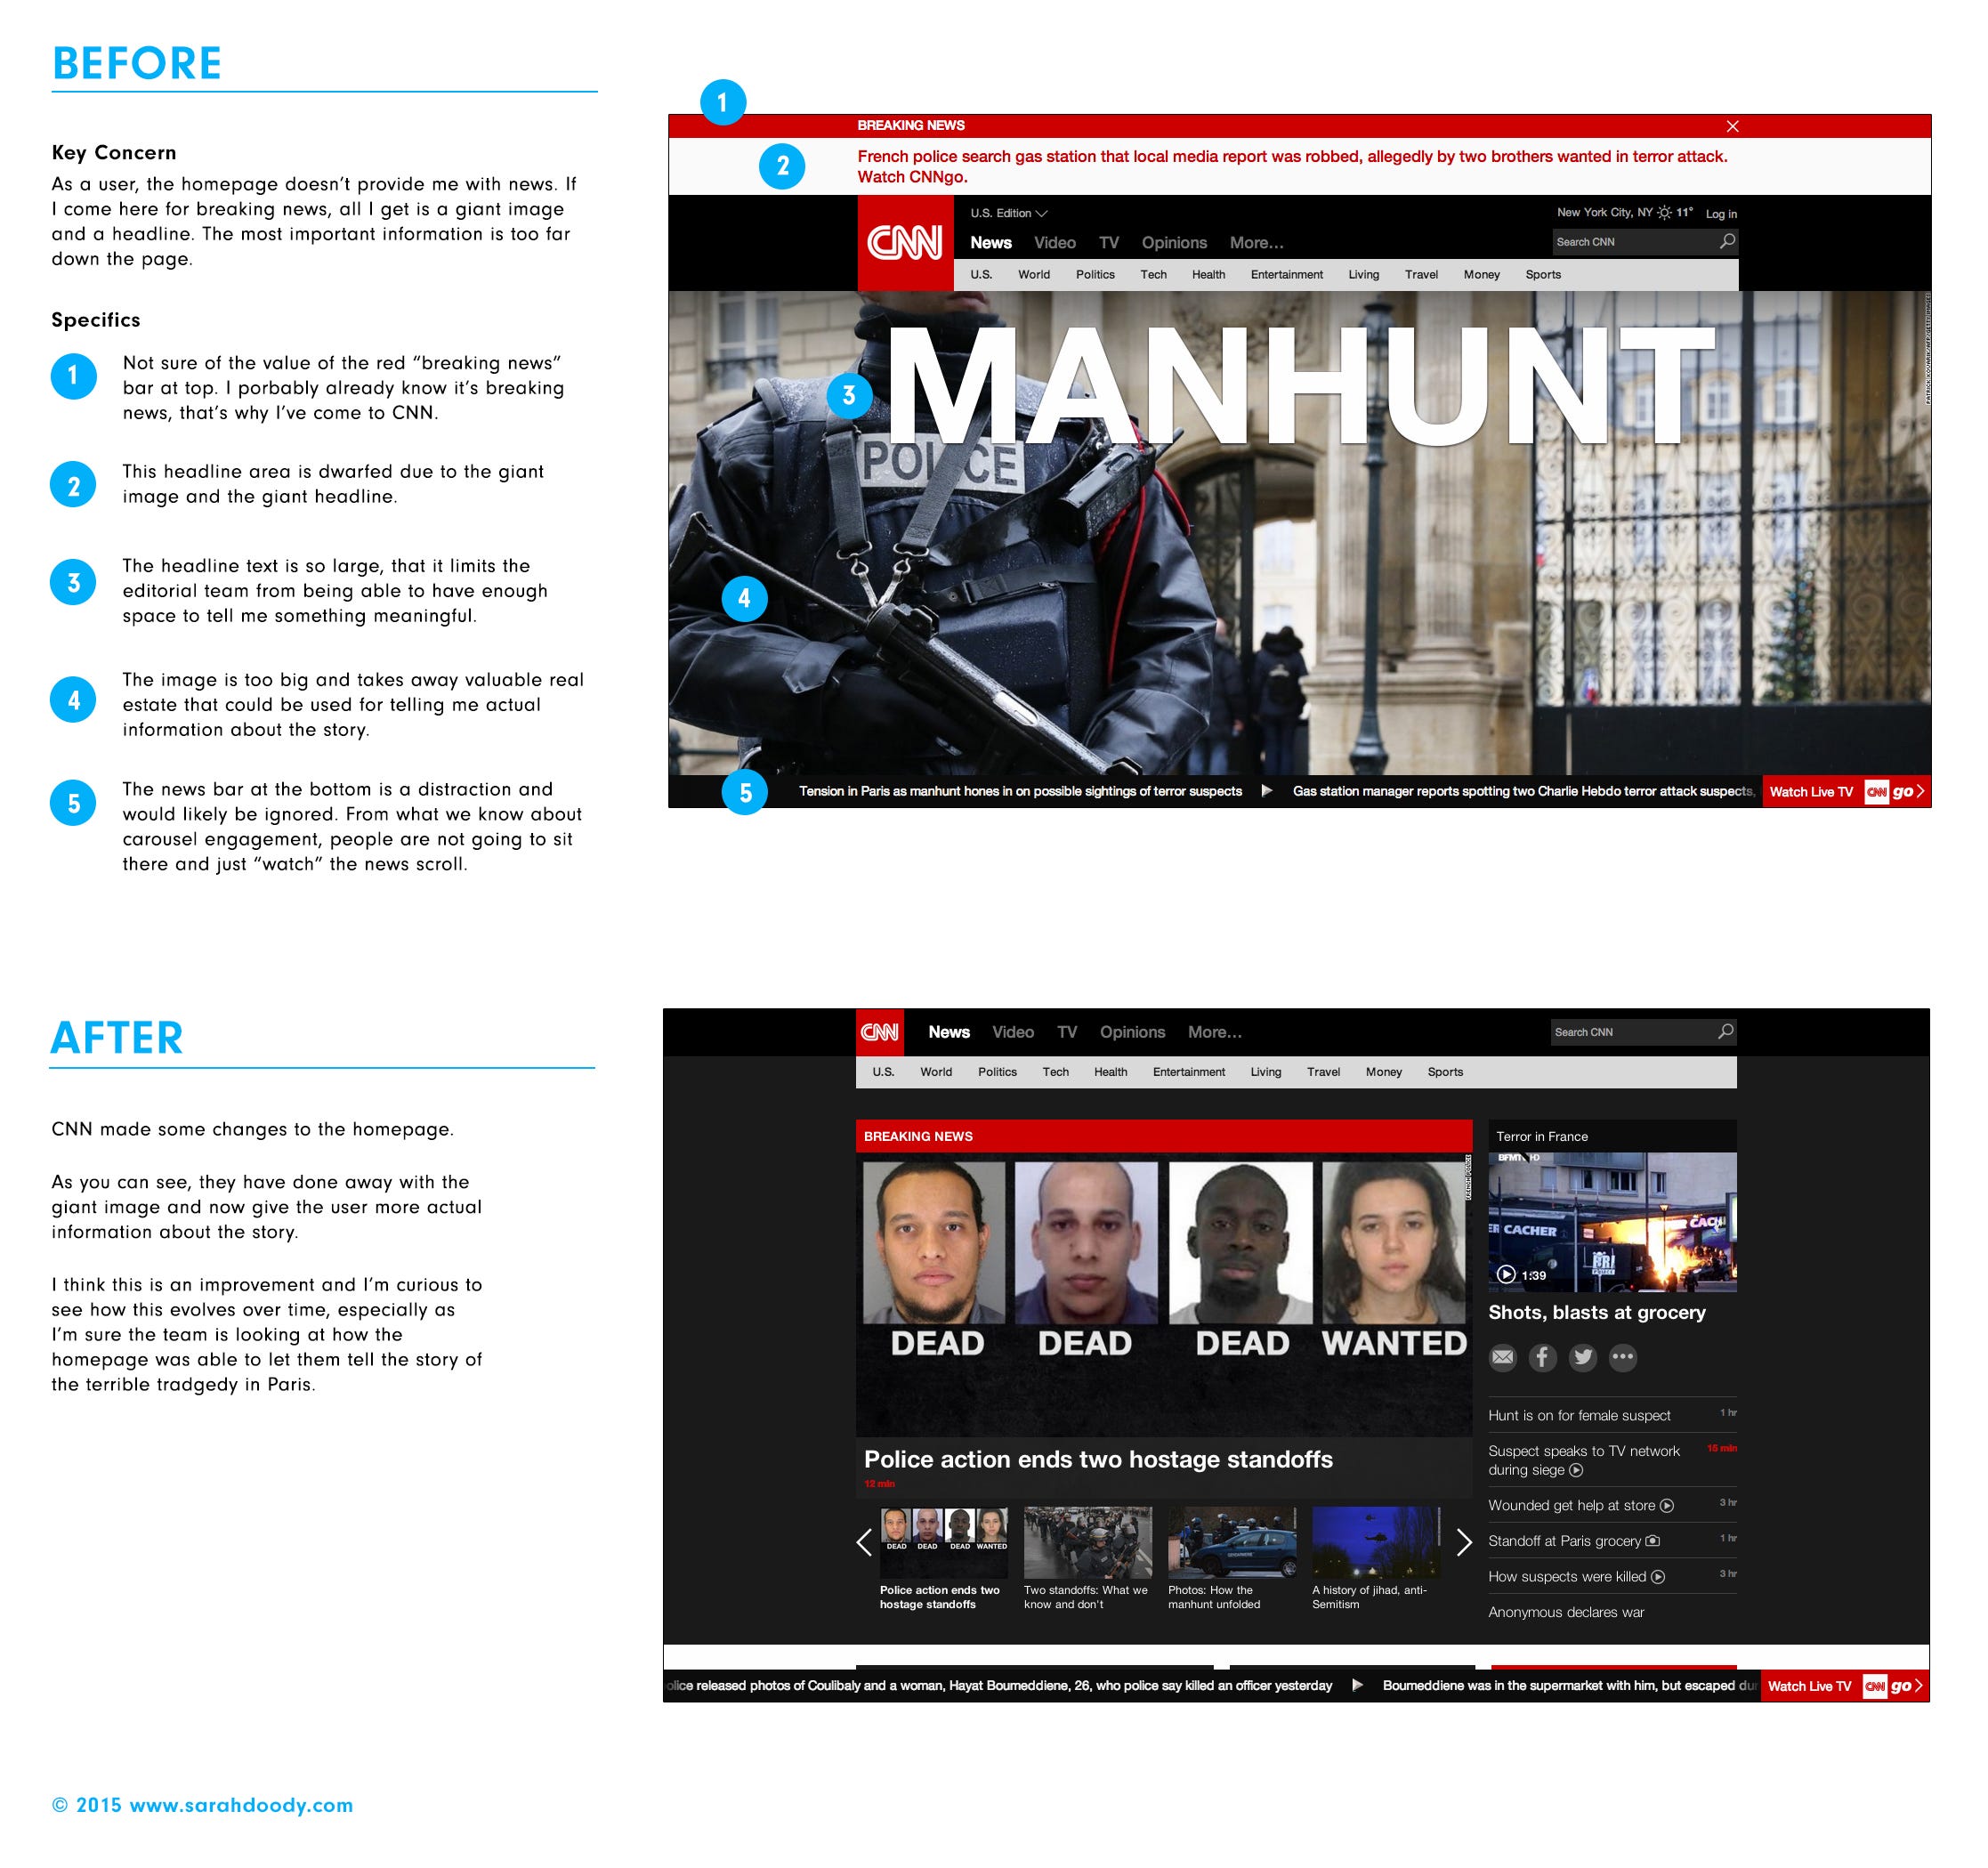 BEFORE
Key Concern
As a user, the homepage doesn’t provide me with news. If
I come here for breaking news, all I get is a giant image
and a headline. The most important information is too far
down the page.
Specifics
1
Not sure of the value of the red “breaking news”
bar at top. I porbably already know it’s breaking
news, that’s why I’ve come to CNN.
2
This headline area is dwarfed due to the giant
image and the giant headline.
3
The headline text is so large, that it limits the
editorial team from being able to have enough
space to tell me something meaningful.
4
The image is too big and takes away valuable real
estate that could be used for telling me actual
information about the story.
5
The news bar at the bottom is a distraction and
would likely be ignored. From what we know about
carousel engagement, people are not going to sit
there and just “watch” the news scroll.
1
BREAKING NEWS
2
French police search gas station that local media report was robbed, allegedly by two brothers wanted in terror attack.
Watch CNNgo.
CNN
U.S. Edition
New York City, NY 11° Log in
News Video TV Opinions More...
Search CNN
U.S. World Politics Tech Health Entertainment Living Travel Money Sports
MANHUNT
3
POLICE
4
5
Tension in Paris as manhunt hones in on possible sightings of terror suspects
Gas station manager reports spotting two Charlie Hebdo terror attack suspects,
Watch Live TV CNN go
AFTER
CNN made some changes to the homepage.
As you can see, they have done away with the
giant image and now give the user more actual
information about the story.
I think this is an improvement and I’m curious to
see how this evolves over time, especially as
I’m sure the team is looking at how the
homepage was able to let them tell the story of
the terrible tradgedy in Paris.
CNN
News Video TV Opinions More...
Search CNN
U.S. World Politics Tech Health Entertainment Living Travel Money Sports
BREAKING NEWS
FRENCH POLICE
DEAD DEAD DEAD WANTED
Police action ends two hostage standoffs
12 min
DEAD DEAD DEAD WANTED
Police action ends two
hostage standoffs
Two standoffs: What we
know and don't
Photos: How the
manhunt unfolded
A history of jihad, anti-
Semitism
Terror in France
BFMTV HD
ER CACHER
CACH
BRI
1:39
Shots, blasts at grocery
Hunt is on for female suspect 1 hr
Suspect speaks to TV network 15 min
during siege
Wounded get help at store 3 hr
Standoff at Paris grocery 1 hr
How suspects were killed 3 hr
Anonymous declares war
olice released photos of Coulibaly and a woman, Hayat Boumeddiene, 26, who police say killed an officer yesterday
Boumeddiene was in the supermarket with him, but escaped dur
Watch Live TV CNN go
© 2015 www.sarahdoody.com